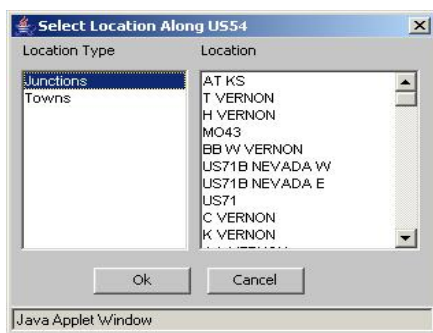 Select Location Along US54
Location Type
Location
Junctions
Towns
AT KS
T VERNON
H VERNON
MO43
BB W VERNON
US71B NEVADA W
US71B NEVADA E
US71
C VERNON
K VERNON
Ok
Cancel
Java Applet Window